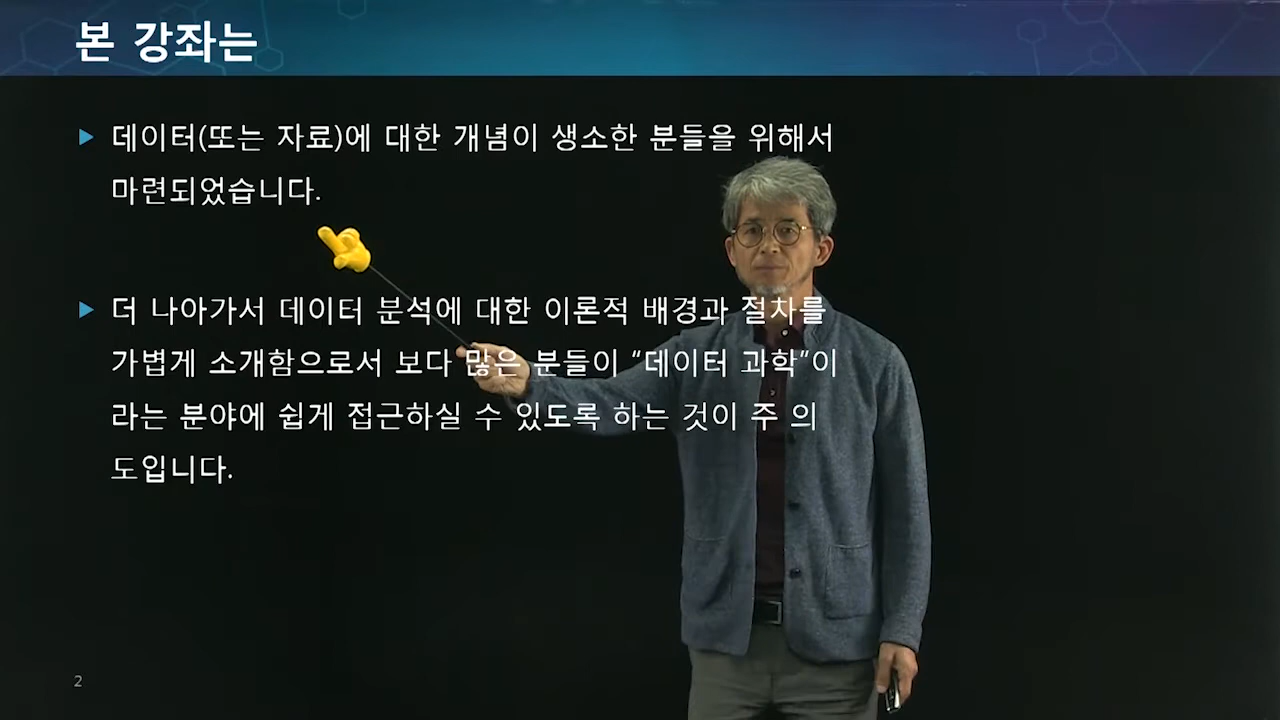 본 강좌는
데이터(또는 자료)에 대한 개념이 생소한 분들을 위해서
마련되었습니다.
더 나아가서 데이터 분석에 대한 이론적 배경과 절차를
가볍게 소개함으로서 보다 많은 분들이 “데이터 과학”이
라는 분야에 쉽게 접근하실 수 있도록 하는 것이 주 의
도입니다.
2